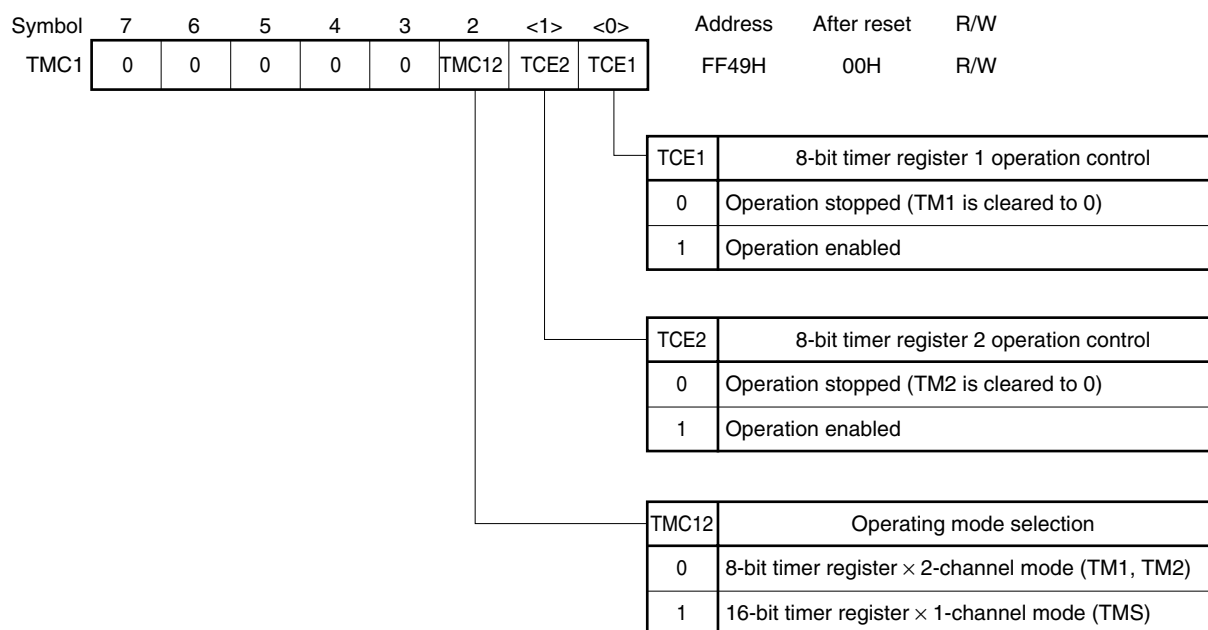 Symbol 7 6 5 4 3 2 <1> <0> Address After reset R/W
TMC1 0 0 0 0 0 TMC12 TCE2 TCE1 FF49H 00H R/W
TCE1 8-bit timer register 1 operation control
0 Operation stopped (TM1 is cleared to 0)
1 Operation enabled
TCE2 8-bit timer register 2 operation control
0 Operation stopped (TM2 is cleared to 0)
1 Operation enabled
TMC12 Operating mode selection
0 8-bit timer register × 2-channel mode (TM1, TM2)
1 16-bit timer register × 1-channel mode (TMS)